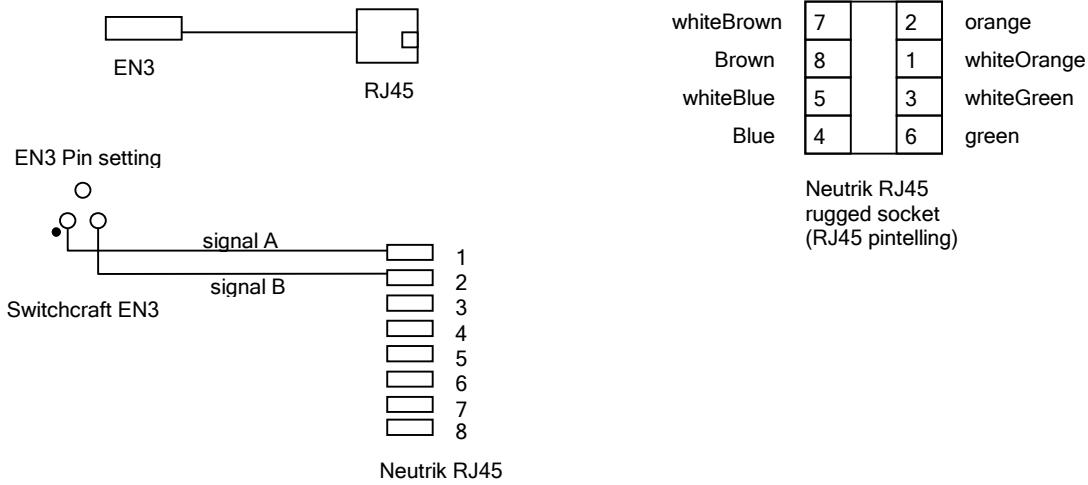 EN3
RJ45
EN3 Pin setting
signal A
signal B
Switchcraft EN3
1
2
3
4
5
6
7
8
Neutrik RJ45
whiteBrown 7 2 orange
Brown 8 1 whiteOrange
whiteBlue 5 3 whiteGreen
Blue 4 6 green
Neutrik RJ45
rugged socket
(RJ45 pintelling)